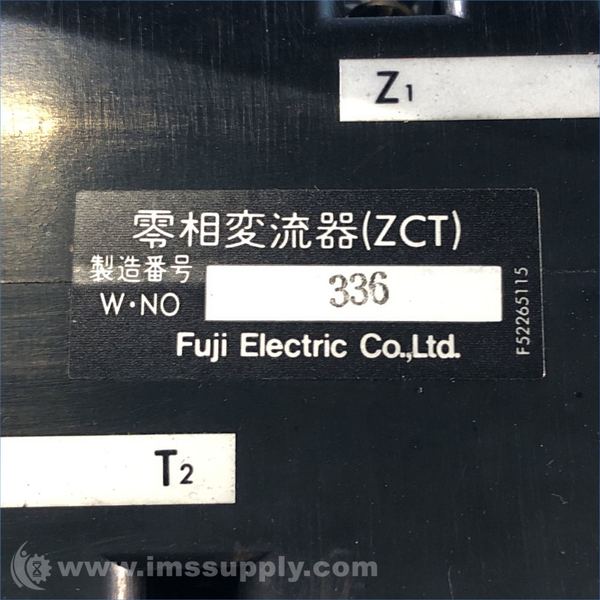 Z1
零相変流器(ZCT)
製造番号
W・NO
336
Fuji Electric Co.,Ltd.
F52265115
T2
www.imssupply.com